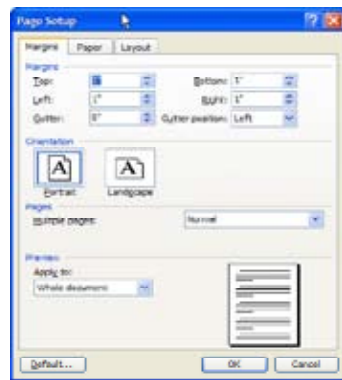 Page Setup
Margins Paper Layout
Margins
Top: Bottom: 1"
Left: 1" Right: 1"
Gutter: 0" Gutter position: Left
Orientation
Portrait Landscape
Pages
Multiple pages: Normal
Preview
Apply to:
Whole document
Default... OK Cancel